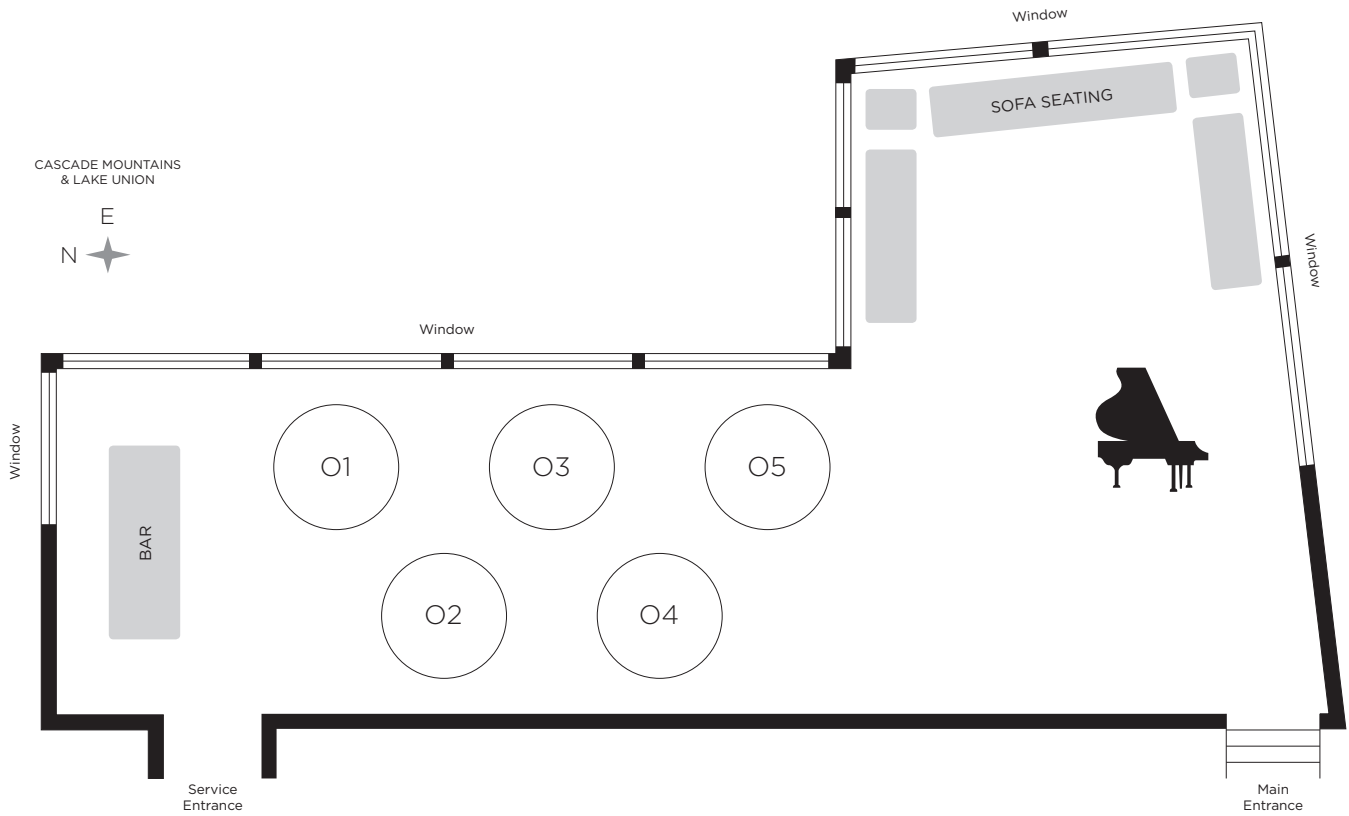 Window
SOFA SEATING
CASCADE MOUNTAINS
& LAKE UNION
E
N
Window
Window
Window
O1
O3
O5
BAR
O2
O4
Service
Entrance
Main
Entrance